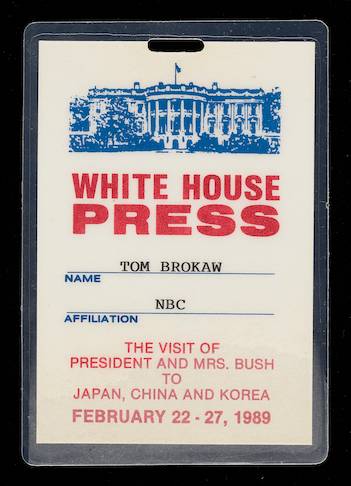 WHITE HOUSE
PRESS
TOM BROKAW
NAME
NBC
AFFILIATION
THE VISIT OF
PRESIDENT AND MRS. BUSH
TO
JAPAN, CHINA AND KOREA
FEBRUARY 22 - 27, 1989